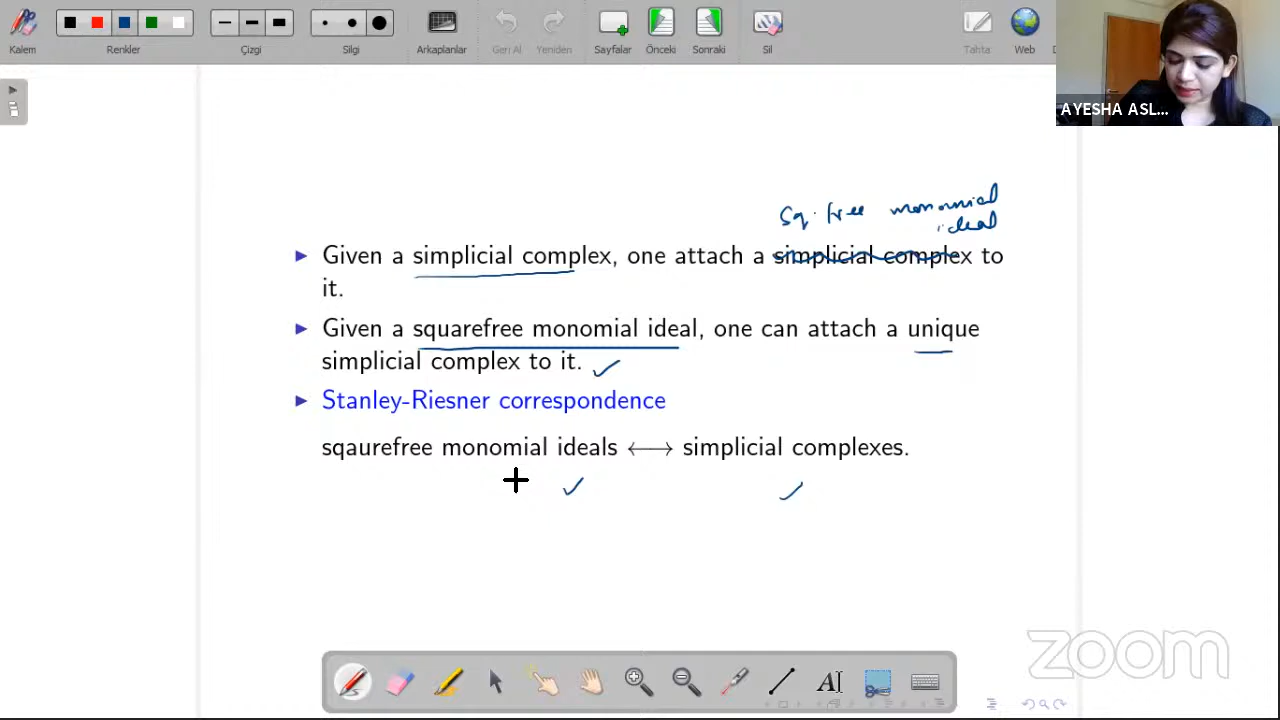 Kalem
Renkler
Çizgi
Silgi
Arkaplanlar
Geri Al
Yeniden
Sayfalar
Önceki
Sonraki
Sil
Tahta
Web
AYESHA ASL...
sq. free monomial
ideal
Given a simplicial complex, one attach a simplicial complex to
it.
Given a squarefree monomial ideal, one can attach a unique
simplicial complex to it.
Stanley-Riesner correspondence
sqaurefree monomial ideals ⟷ simplicial complexes.
zoom